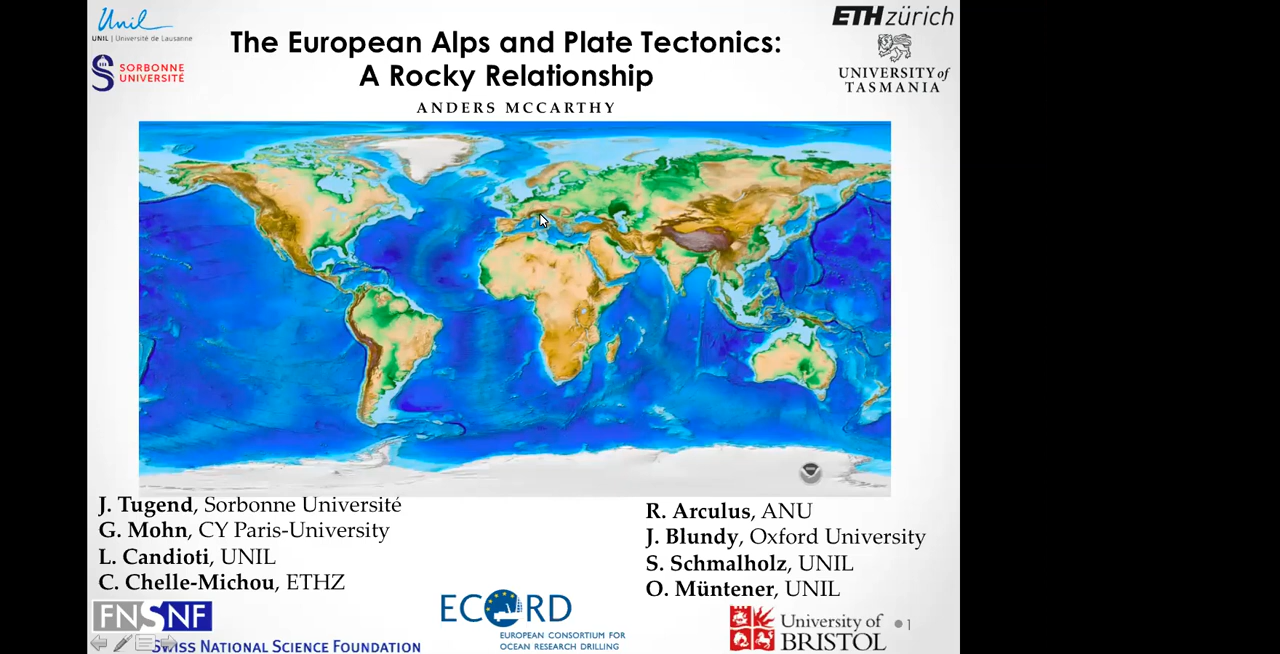 Unil
UNIL | Université de Lausanne
SORBONNE
UNIVERSITÉ
The European Alps and Plate Tectonics:
A Rocky Relationship
ANDERS MCCARTHY
ETH zürich
UNIVERSITY of
TASMANIA
J. Tugend, Sorbonne Université
G. Mohn, CY Paris-University
L. Candioti, UNIL
C. Chelle-Michou, ETHZ
R. Arculus, ANU
J. Blundy, Oxford University
S. Schmalholz, UNIL
O. Müntener, UNIL
FNSNF
SWISS NATIONAL SCIENCE FOUNDATION
ECORD
EUROPEAN CONSORTIUM FOR
OCEAN RESEARCH DRILLING
University of
BRISTOL
1